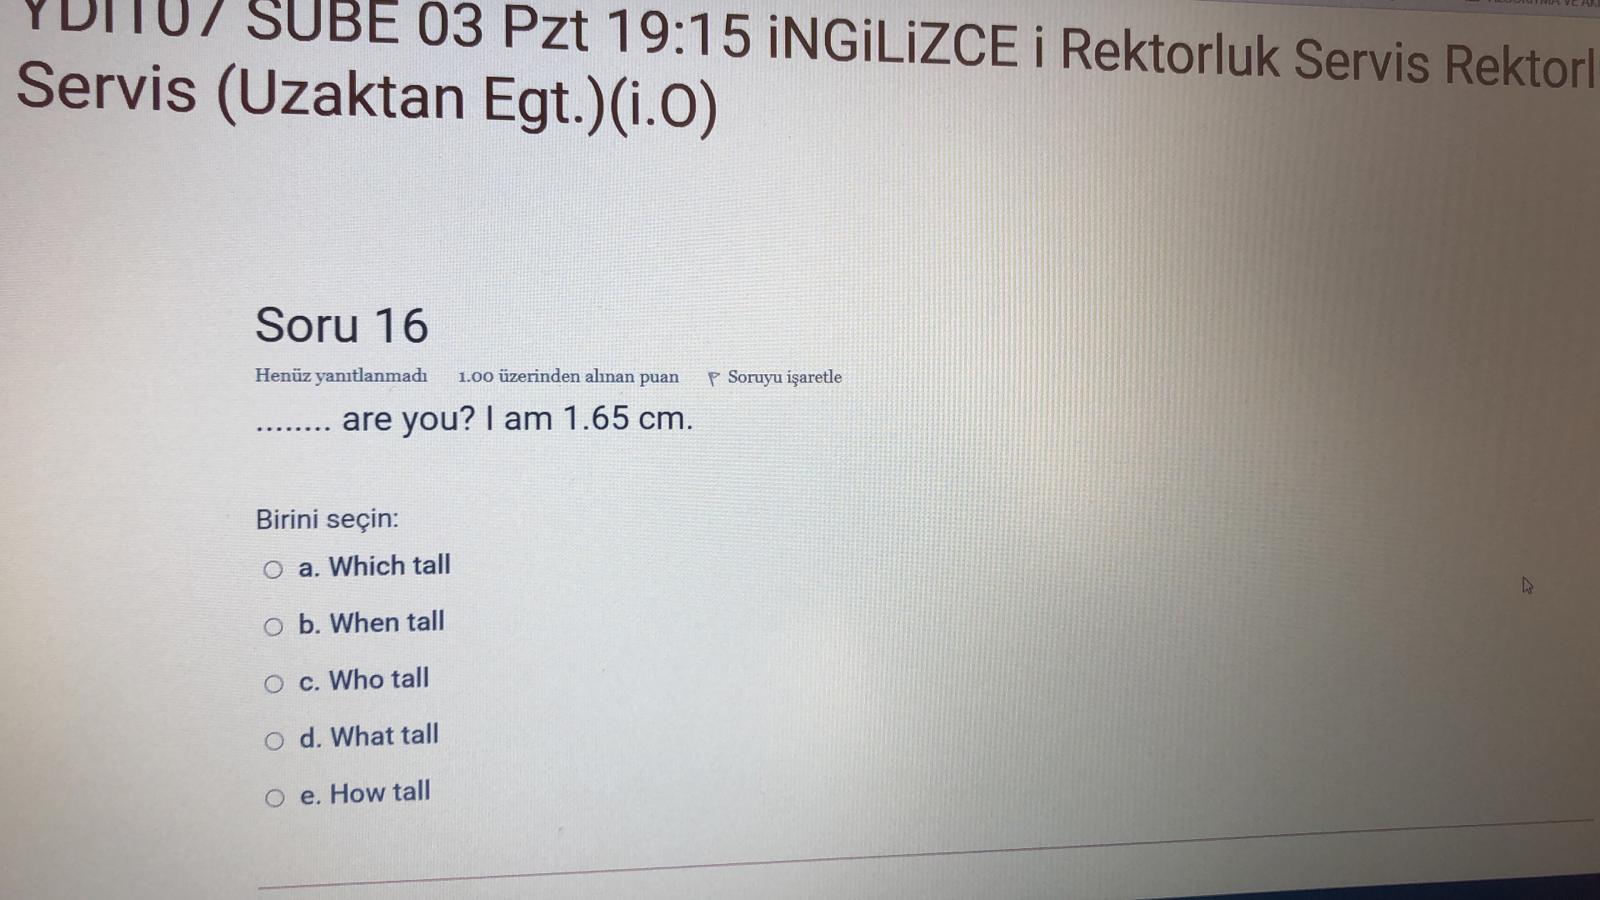 YDİ107 SUBE 03 Pzt 19:15 iNGiLiZCE i Rektorluk Servis Rektorl
Servis (Uzaktan Egt.)(i.O)
Soru 16
Henüz yanıtlanmadı 1.00 üzerinden alınan puan Soruyu işaretle
........ are you? I am 1.65 cm.
Birini seçin:
a. Which tall
b. When tall
c. Who tall
d. What tall
e. How tall